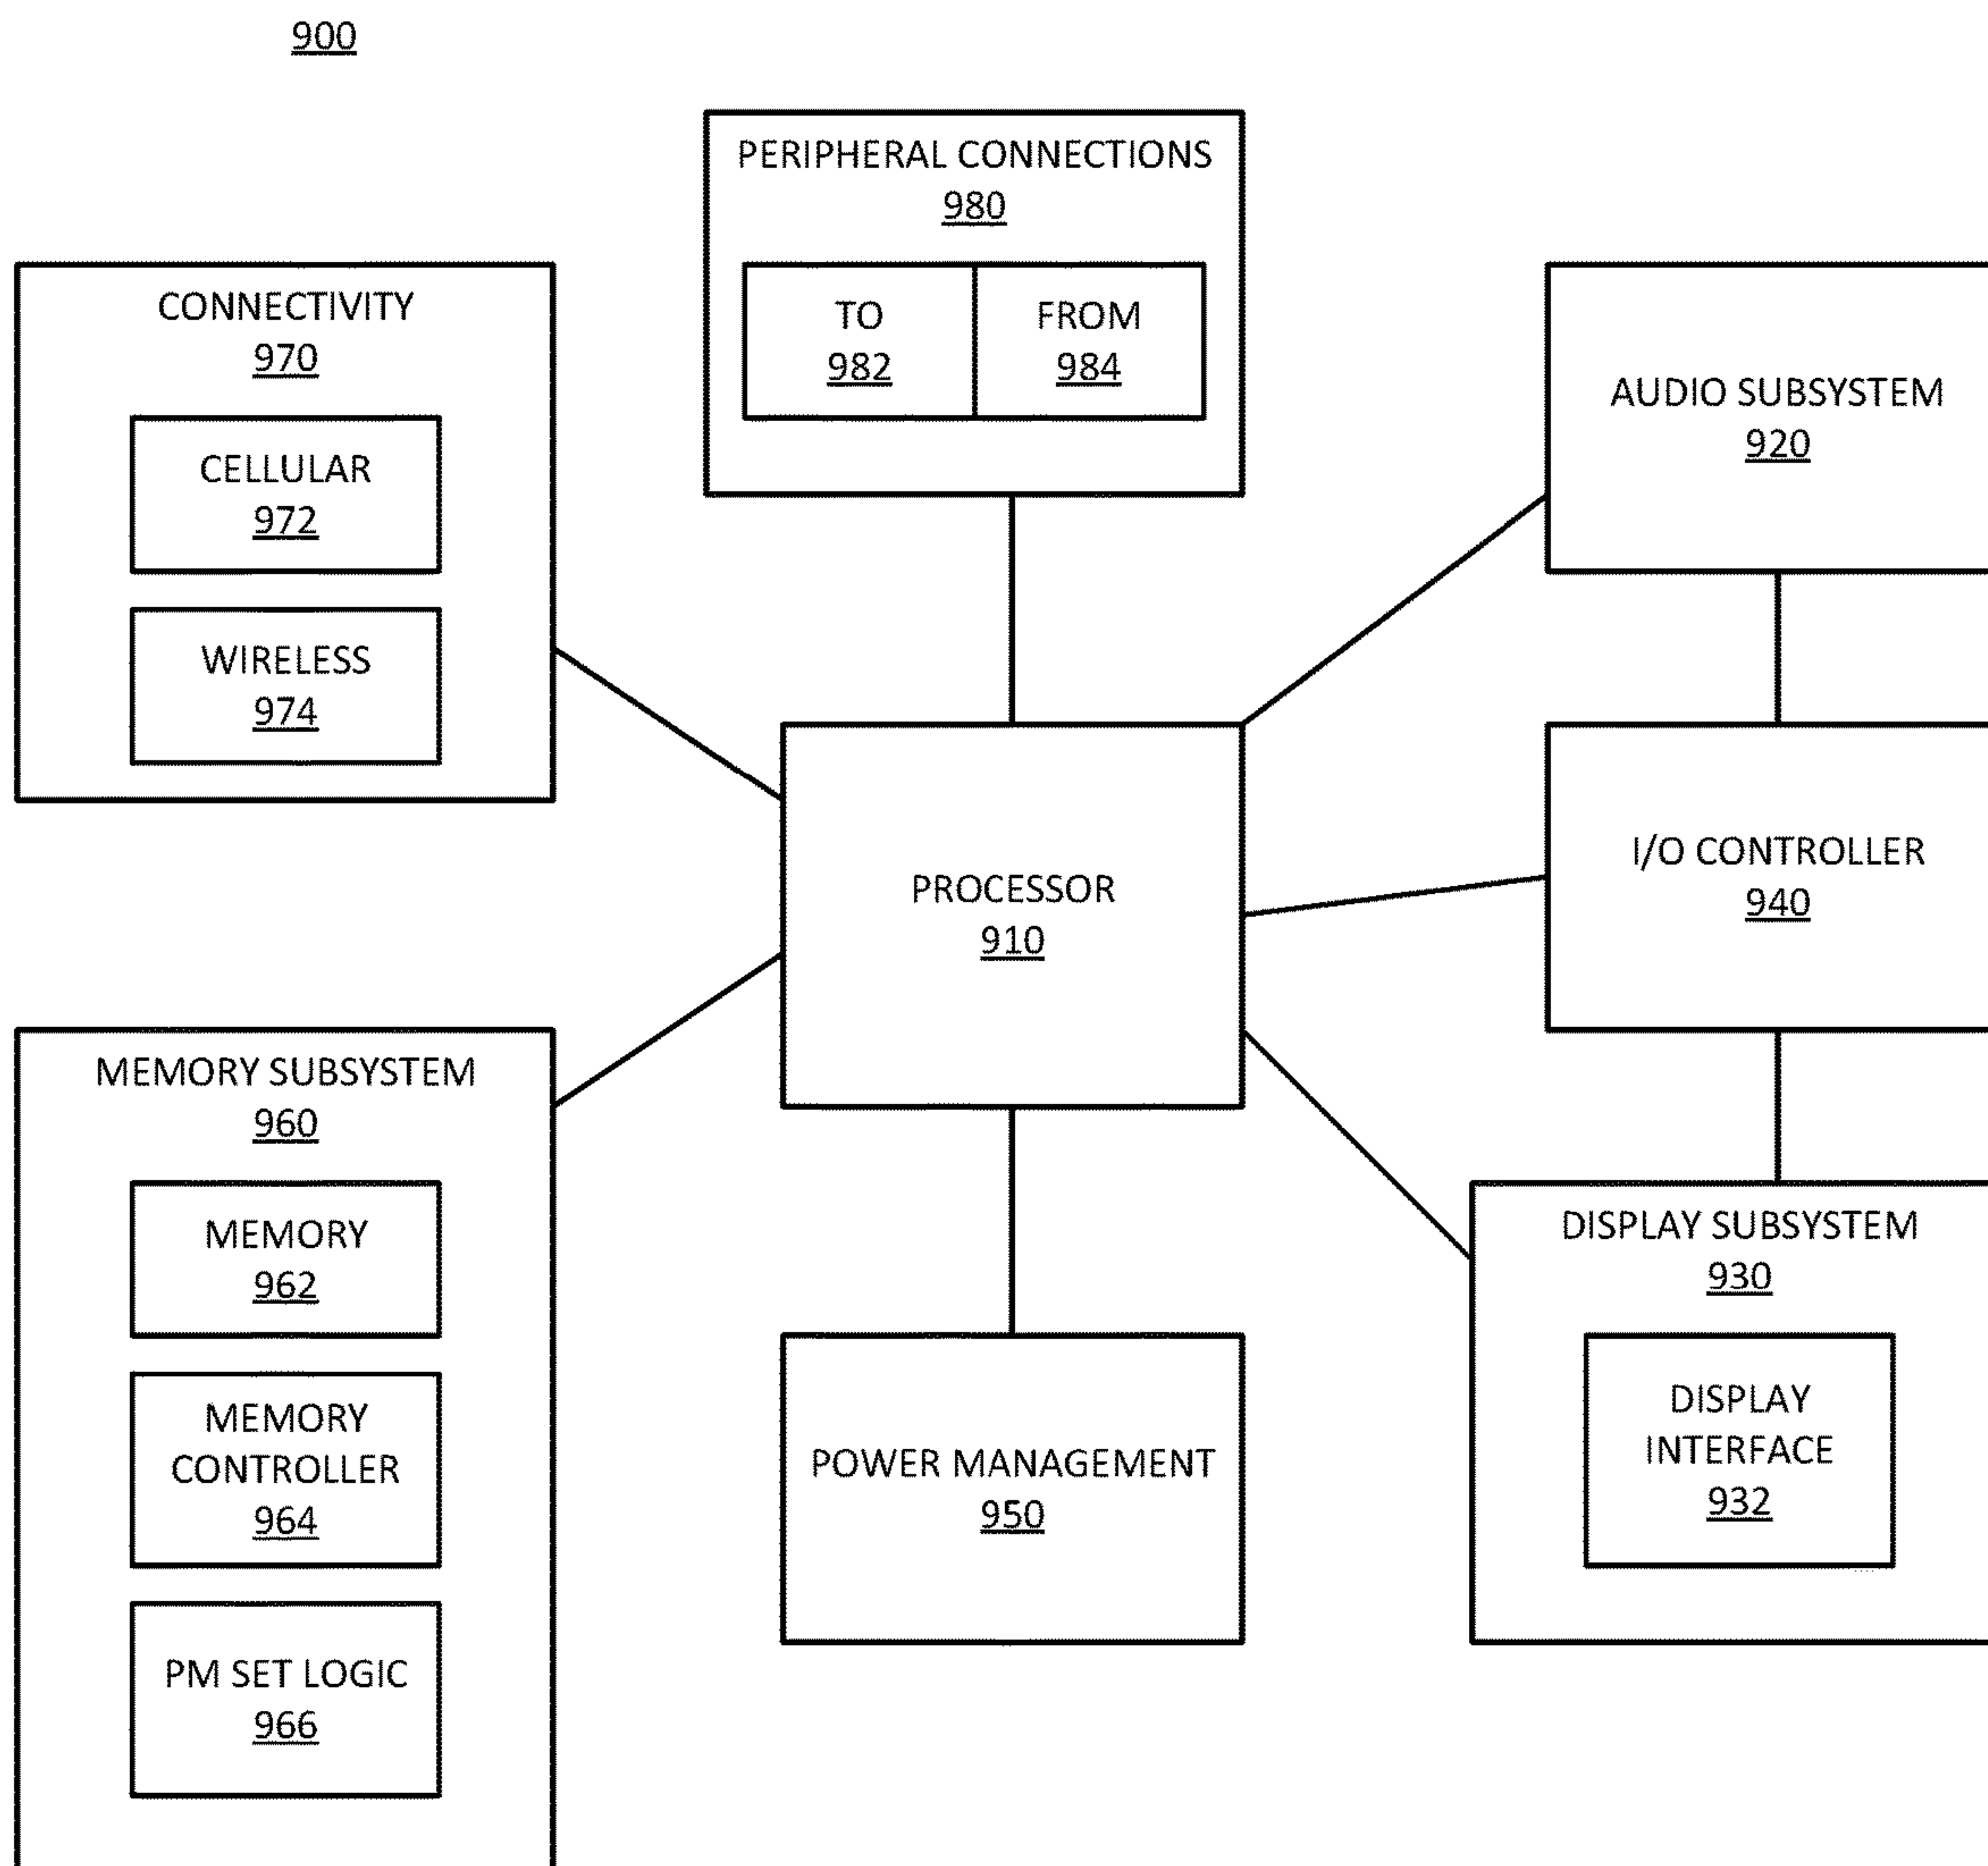 900
PERIPHERAL CONNECTIONS
980
TO
982
FROM
984
CONNECTIVITY
970
CELLULAR
972
WIRELESS
974
AUDIO SUBSYSTEM
920
PROCESSOR
910
I/O CONTROLLER
940
MEMORY SUBSYSTEM
960
MEMORY
962
MEMORY
CONTROLLER
964
PM SET LOGIC
966
POWER MANAGEMENT
950
DISPLAY SUBSYSTEM
930
DISPLAY
INTERFACE
932